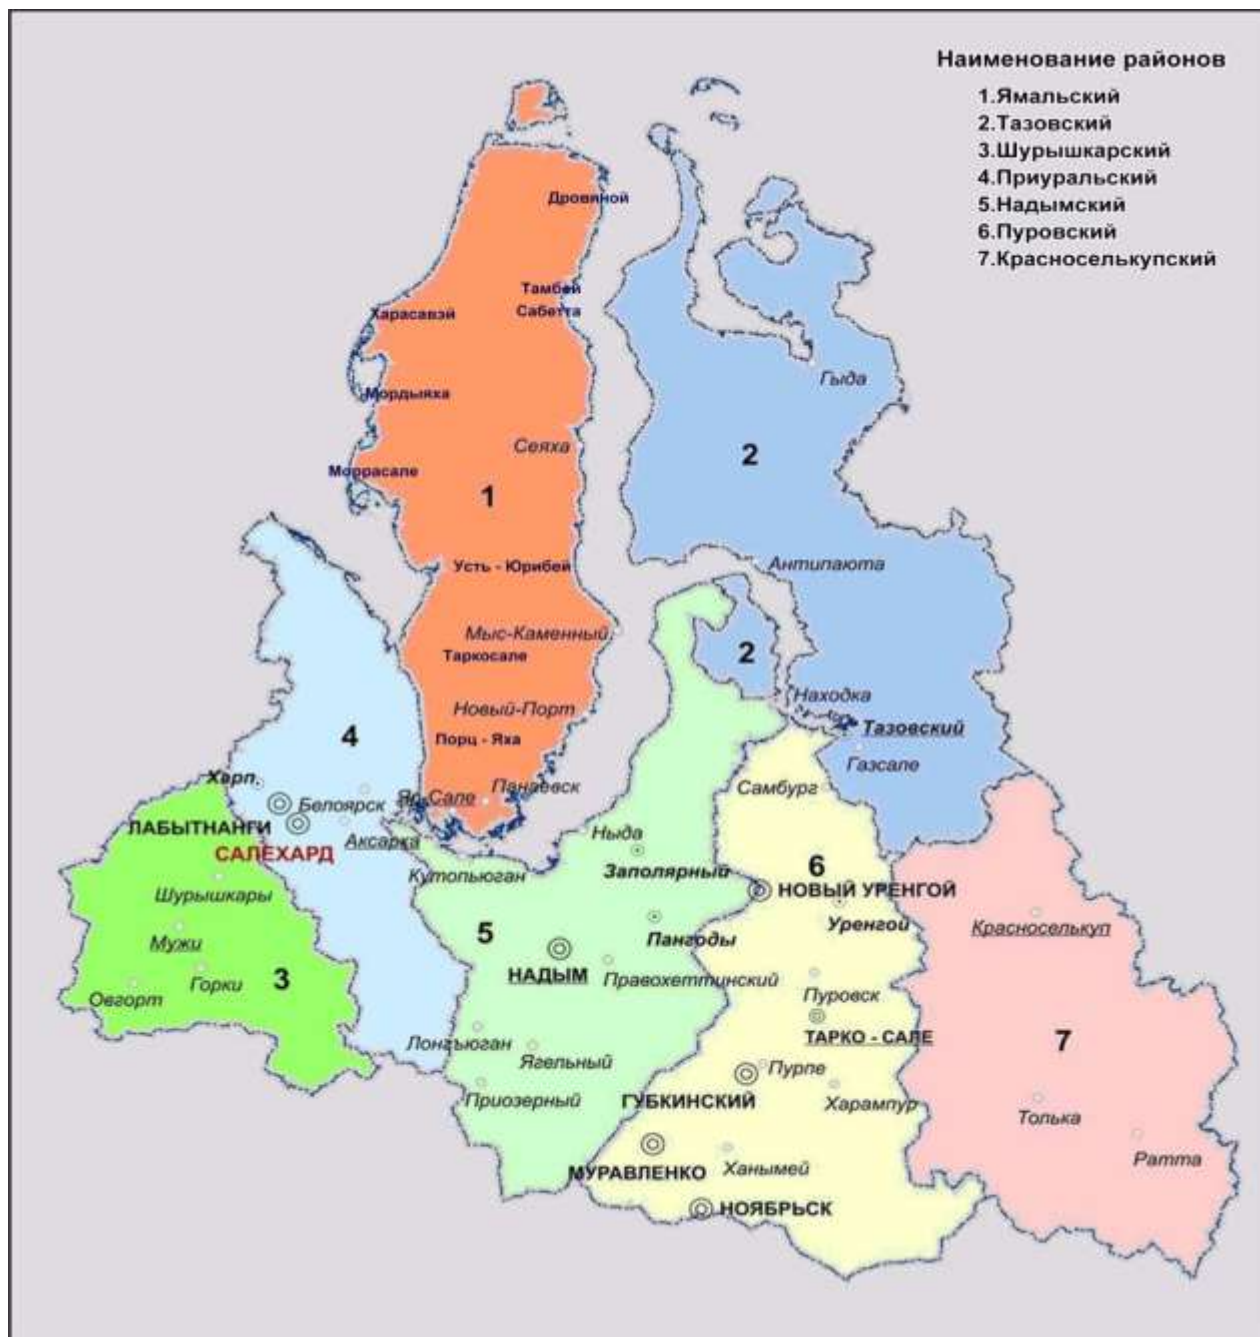 Наименование районов
1.Ямальский
2.Тазовский
3.Шурышкарский
4.Приуральский
5.Надымский
6.Пуровский
7.Красноселькупский
Дровяной
Тамбей
Сабетта
Харасавэй
Гыда
Мордыяха
Сеяха
2
Моррасале
1
Антипаюта
Усть - Юрибей
Мыс-Каменный
Таркосале
2
Находка
Новый-Порт
Тазовский
4
Порц - Яха
Газсале
Харп.
Самбург
Панаевск
Яр-Сале
Белоярск
ЛАБЫТНАНГИ
Аксарка
Ныда
САЛЕХАРД
Заполярный
6
Кутопьюган
Шурышкары
НОВЫЙ УРЕНГОЙ
Уренгой
Красноселькуп
5
Пангоды
Мужи
НАДЫМ
Правохеттинский
Горки
3
Овгорт
Пуровск
ТАРКО - САЛЕ
7
Лонгъюган
Ягельный
Пурпе
Приозерный
ГУБКИНСКИЙ
Харампур
Толька
Ратта
МУРАВЛЕНКО
Ханымей
НОЯБРЬСК